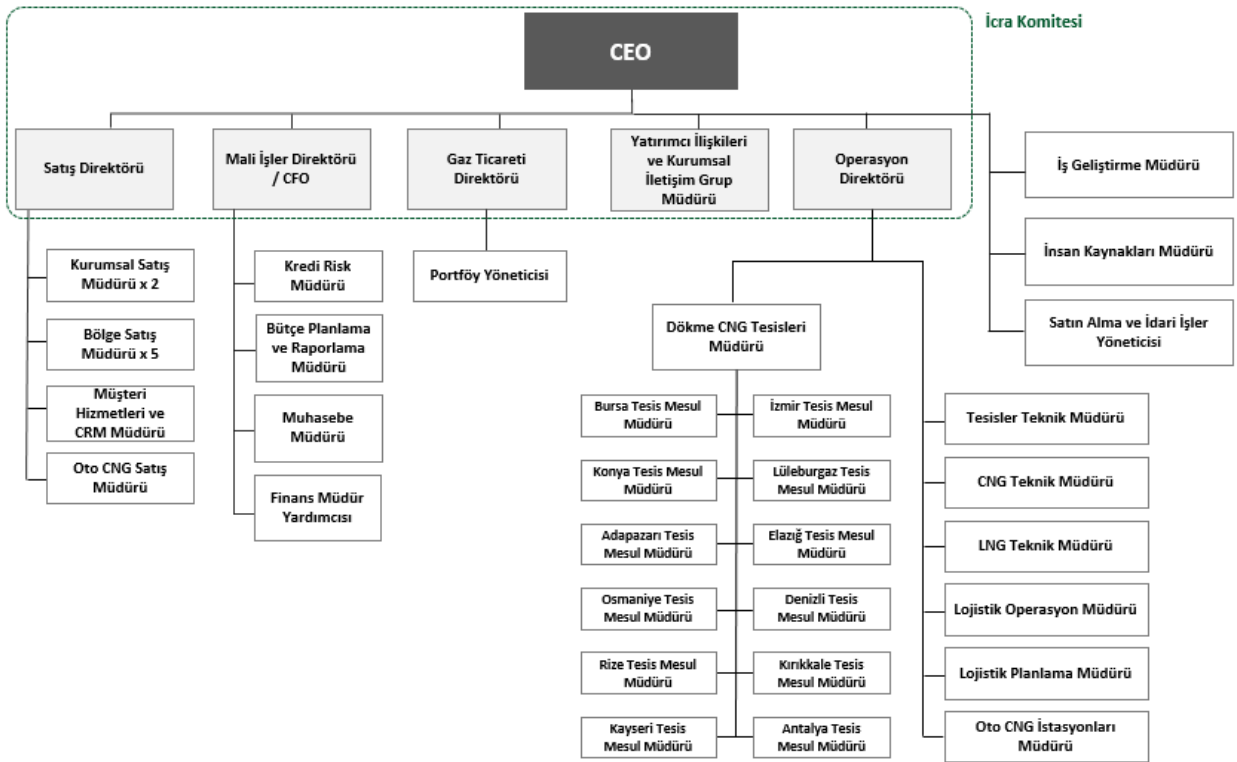 İcra Komitesi
CEO
Satış Direktörü
Mali İşler Direktörü
/ CFO
Gaz Ticareti
Direktörü
Yatırımcı İlişkileri
ve Kurumsal
İletişim Grup
Müdürü
Operasyon
Direktörü
İş Geliştirme Müdürü
İnsan Kaynakları Müdürü
Satın Alma ve İdari İşler
Yöneticisi
Kurumsal Satış
Müdürü x 2
Bölge Satış
Müdürü x 5
Müşteri
Hizmetleri ve
CRM Müdürü
Oto CNG Satış
Müdürü
Kredi Risk
Müdürü
Bütçe Planlama
ve Raporlama
Müdürü
Muhasebe
Müdürü
Finans Müdür
Yardımcısı
Portföy Yöneticisi
Dökme CNG Tesisleri
Müdürü
Bursa Tesis Mesul
Müdürü
İzmir Tesis Mesul
Müdürü
Konya Tesis Mesul
Müdürü
Lüleburgaz Tesis
Mesul Müdürü
Adapazarı Tesis
Mesul Müdürü
Elazığ Tesis Mesul
Müdürü
Osmaniye Tesis
Mesul Müdürü
Denizli Tesis
Mesul Müdürü
Rize Tesis Mesul
Müdürü
Kırıkkale Tesis
Mesul Müdürü
Kayseri Tesis
Mesul Müdürü
Antalya Tesis
Mesul Müdürü
Tesisler Teknik Müdürü
CNG Teknik Müdürü
LNG Teknik Müdürü
Lojistik Operasyon Müdürü
Lojistik Planlama Müdürü
Oto CNG İstasyonları
Müdürü